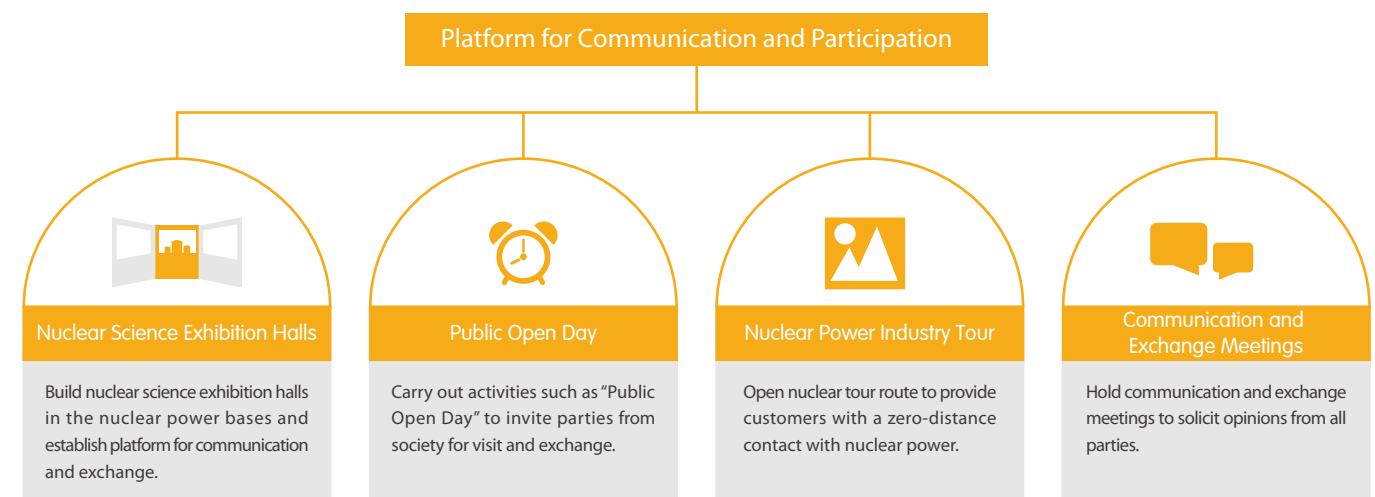 Platform for Communication and Participation
Nuclear Science Exhibition Halls
Build nuclear science exhibition halls
in the nuclear power bases and
establish platform for communication
and exchange.
Public Open Day
Carry out activities such as “Public
Open Day” to invite parties from
society for visit and exchange.
Nuclear Power Industry Tour
Open nuclear tour route to provide
customers with a zero-distance
contact with nuclear power.
Communication and
Exchange Meetings
Hold communication and exchange
meetings to solicit opinions from all
parties.